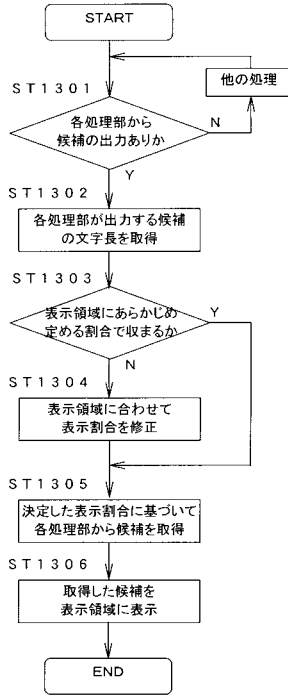 START
他の処理
ST1301
各処理部から
候補の出力ありか
N
Y
ST1302
各処理部が出力する候補
の文字長を取得
ST1303
表示領域にあらかじめ
定める割合で収まるか
Y
N
ST1304
表示領域に合わせて
表示割合を修正
ST1305
決定した表示割合に基づいて
各処理部から候補を取得
ST1306
取得した候補を
表示領域に表示
END